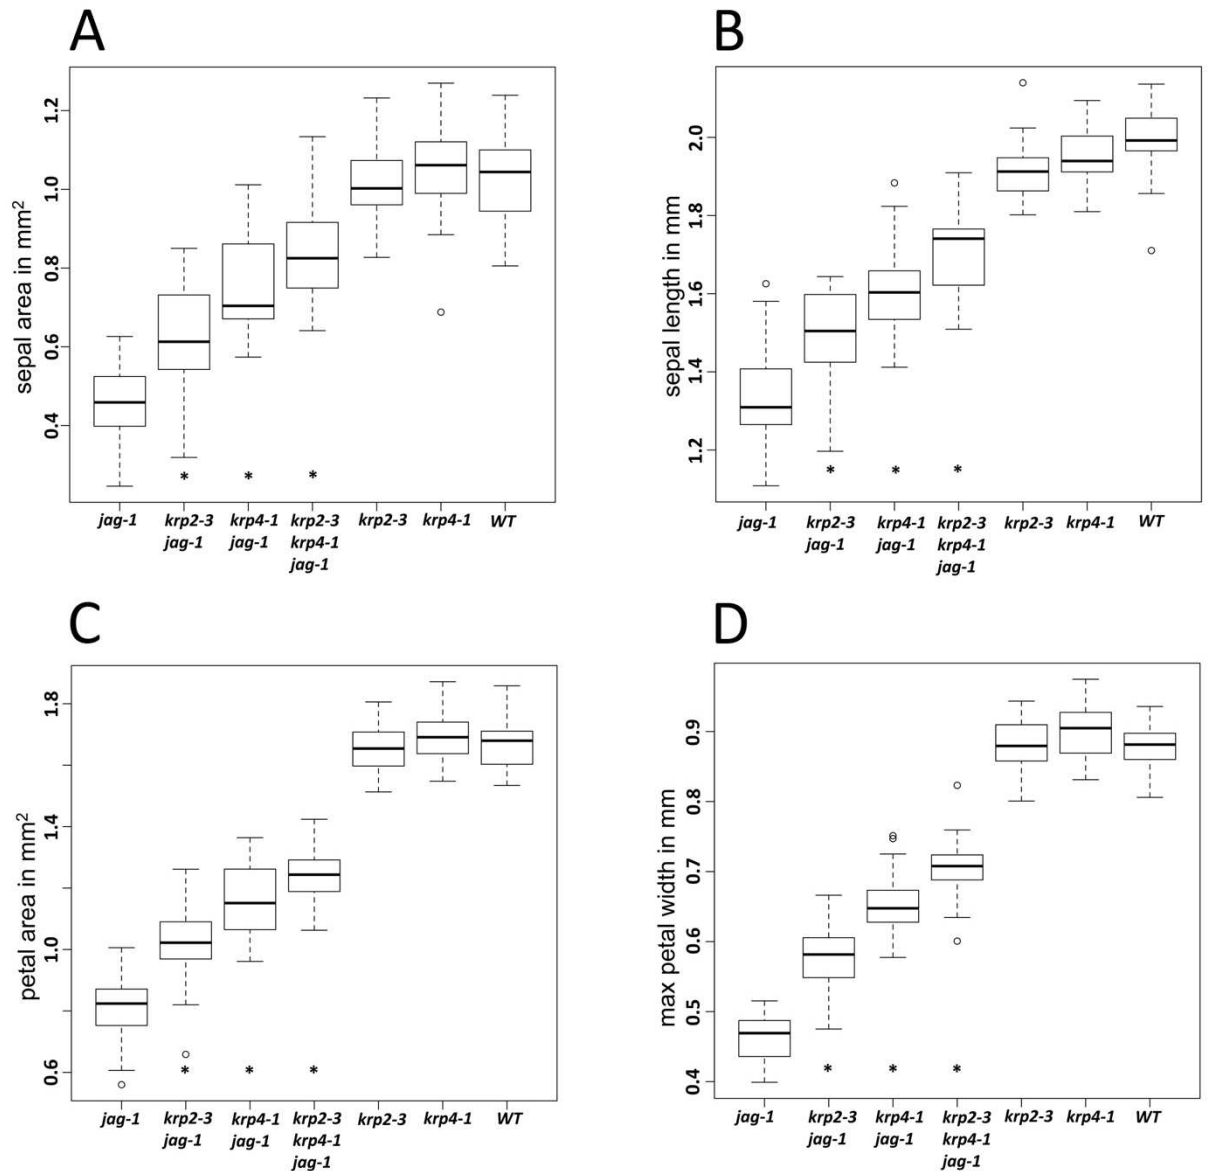 A
sepal area in mm²
1.2
1.0
0.8
0.6
0.4
* * *
jag-1 krp2-3 krp4-1 krp2-3 krp2-3 krp4-1 WT
jag-1 jag-1 krp4-1
jag-1
B
sepal length in mm
2.0
1.8
1.6
1.4
1.2
* * *
jag-1 krp2-3 krp4-1 krp2-3 krp2-3 krp4-1 WT
jag-1 jag-1 krp4-1
jag-1
C
petal area in mm²
1.8
1.4
1.0
0.6
* * *
jag-1 krp2-3 krp4-1 krp2-3 krp2-3 krp4-1 WT
jag-1 jag-1 krp4-1
jag-1
D
max petal width in mm
0.9
0.8
0.7
0.6
0.5
0.4
* * *
jag-1 krp2-3 krp4-1 krp2-3 krp2-3 krp4-1 WT
jag-1 jag-1 krp4-1
jag-1